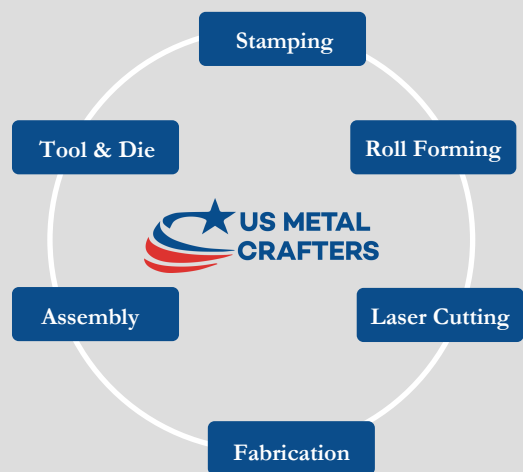 Stamping
Tool & Die
Roll Forming
US METAL
CRAFTERS
Assembly
Laser Cutting
Fabrication